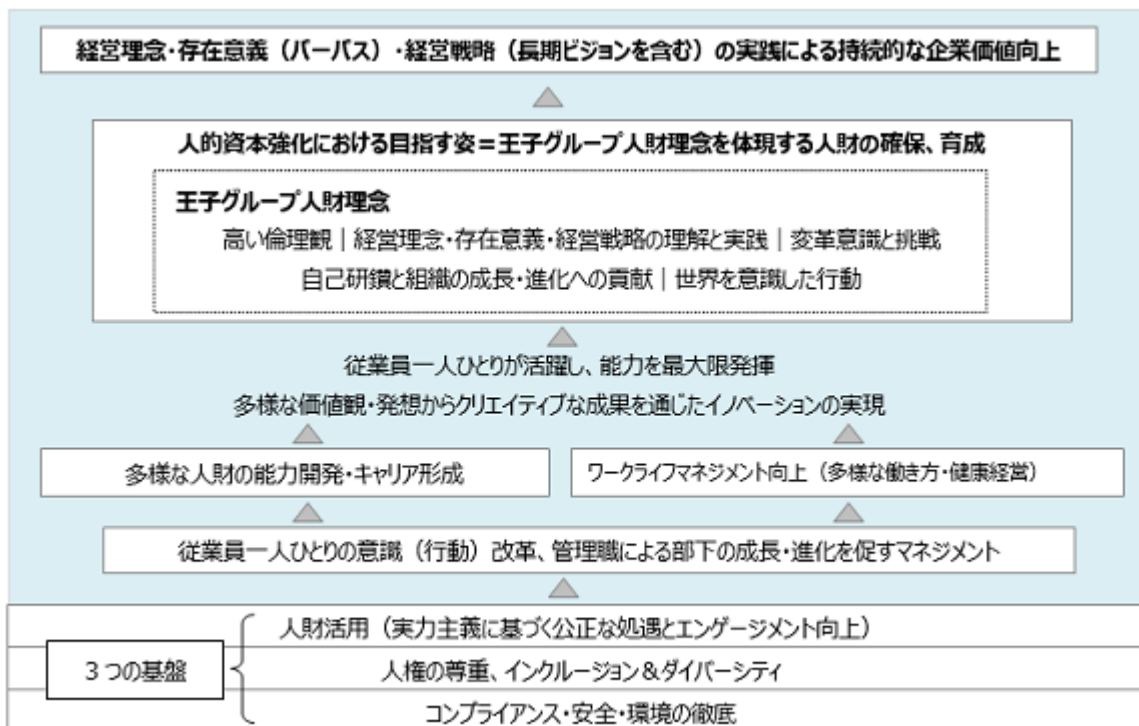 経営理念・存在意義（パーパス）・経営戦略（長期ビジョンを含む）の実践による持続的な企業価値向上
人的資本強化における目指す姿＝王子グループ人財理念を体現する人財の確保、育成
王子グループ人財理念
高い倫理観｜経営理念・存在意義・経営戦略の理解と実践｜変革意識と挑戦
自己研鑽と組織の成長・進化への貢献｜世界を意識した行動
従業員一人ひとりが活躍し、能力を最大限発揮
多様な価値観・発想からクリエイティブな成果を通じたイノベーションの実現
多様な人財の能力開発・キャリア形成
ワークライフマネジメント向上（多様な働き方・健康経営）
従業員一人ひとりの意識（行動）改革、管理職による部下の成長・進化を促すマネジメント
３つの基盤
人財活用（実力主義に基づく公正な処遇とエンゲージメント向上）
人権の尊重、インクルージョン＆ダイバーシティ
コンプライアンス・安全・環境の徹底